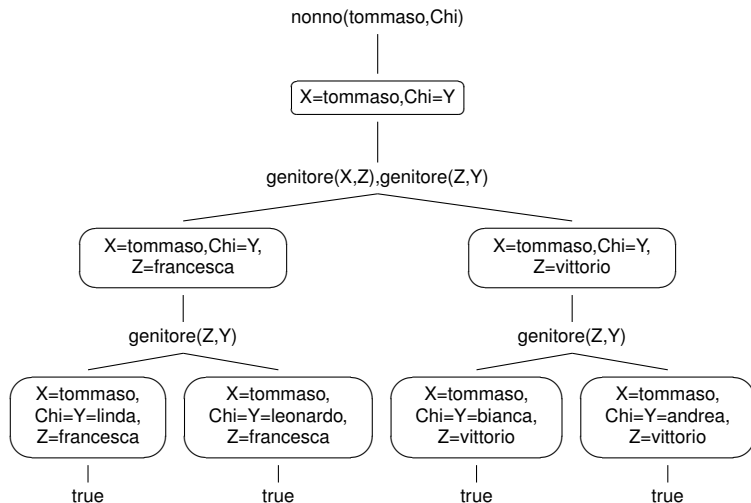 nonno(tommaso,Chi)
X=tommaso,Chi=Y
genitore(X,Z),genitore(Z,Y)
X=tommaso,Chi=Y,
Z=francesca
X=tommaso,Chi=Y,
Z=vittorio
genitore(Z,Y)
genitore(Z,Y)
X=tommaso,
Chi=Y=linda,
Z=francesca
X=tommaso,
Chi=Y=leonardo,
Z=francesca
X=tommaso,
Chi=Y=bianca,
Z=vittorio
X=tommaso,
Chi=Y=andrea,
Z=vittorio
true
true
true
true